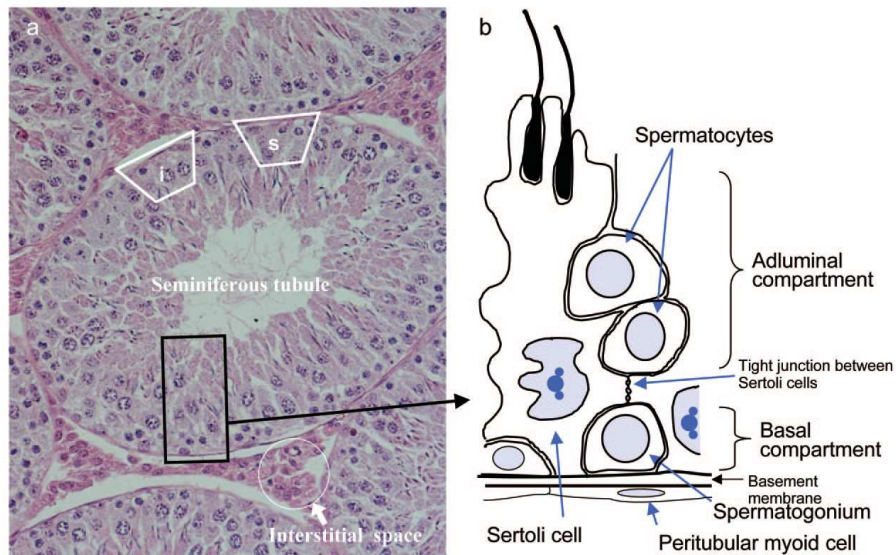 a
i
s
Seminiferous tubule
Interstitial space
b
Spermatocytes
Adluminal
compartment
Tight junction between
Sertoli cells
Basal
compartment
Basement
membrane
Spermatogonium
Sertoli cell
Peritubular myoid cell